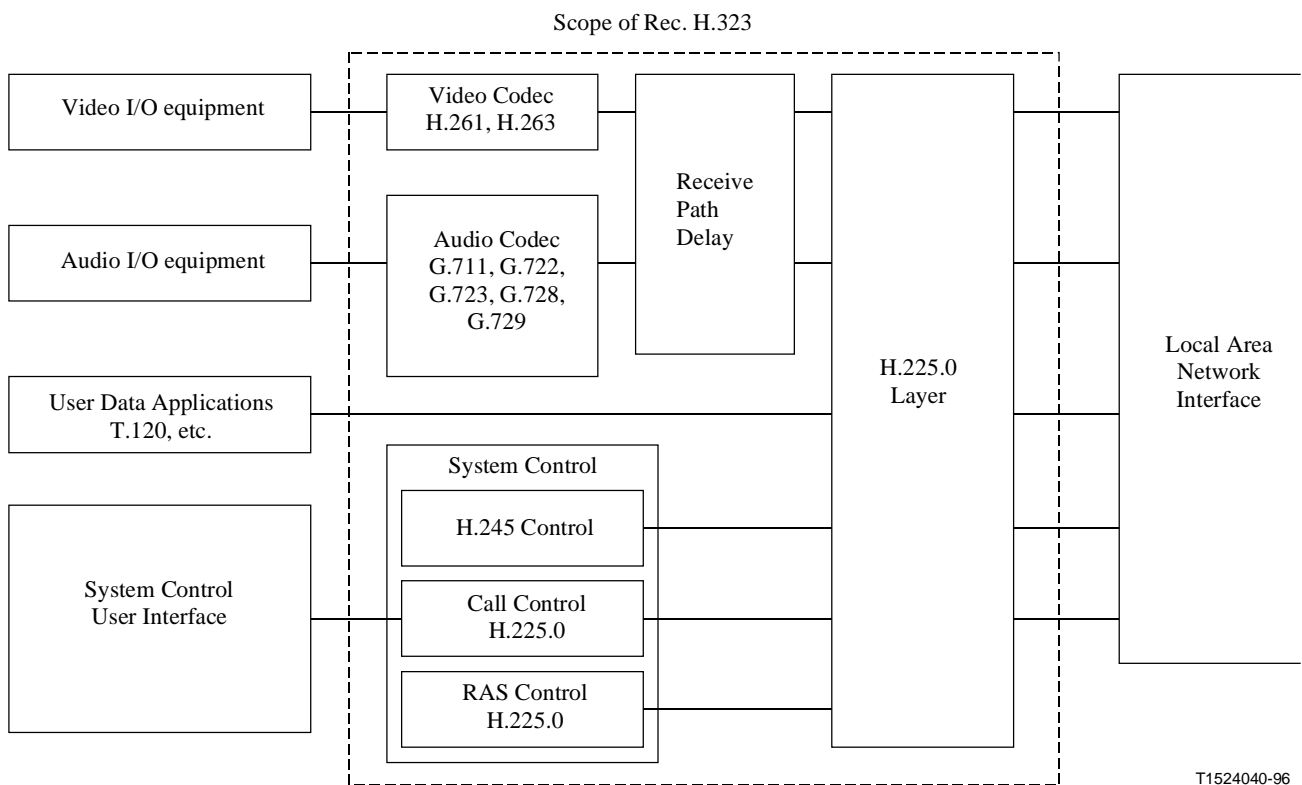 Scope of Rec. H.323
Video I/O equipment
Video Codec
H.261, H.263
Receive
Path
Delay
Audio I/O equipment
Audio Codec
G.711, G.722,
G.723, G.728,
G.729
H.225.0
Layer
Local Area
Network
Interface
User Data Applications
T.120, etc.
System Control
H.245 Control
System Control
User Interface
Call Control
H.225.0
RAS Control
H.225.0
T1524040-96